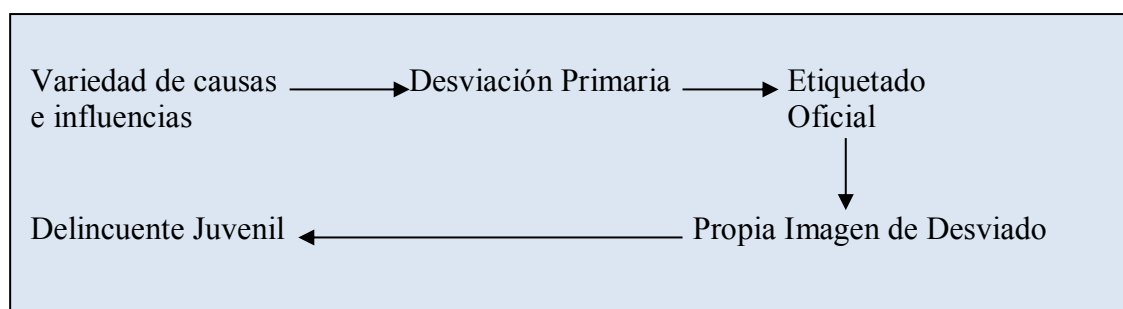 Variedad de causas e influencias
Desviación Primaria
Etiquetado Oficial
Propia Imagen de Desviado
Delincuente Juvenil